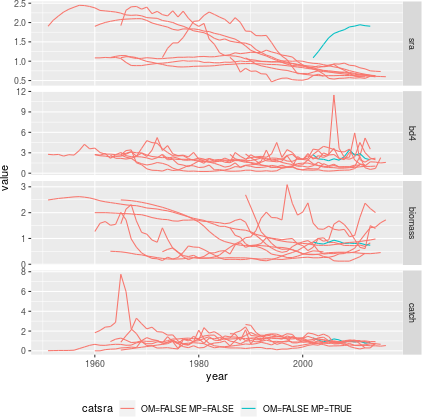 2.5
2.0
1.5
1.0
0.5
sra
12
9
6
3
0
bd4
value
3
2
1
0
biomass
8
6
4
2
0
catch
1960 1980 2000
year
catsra OM=FALSE MP=FALSE OM=FALSE MP=TRUE